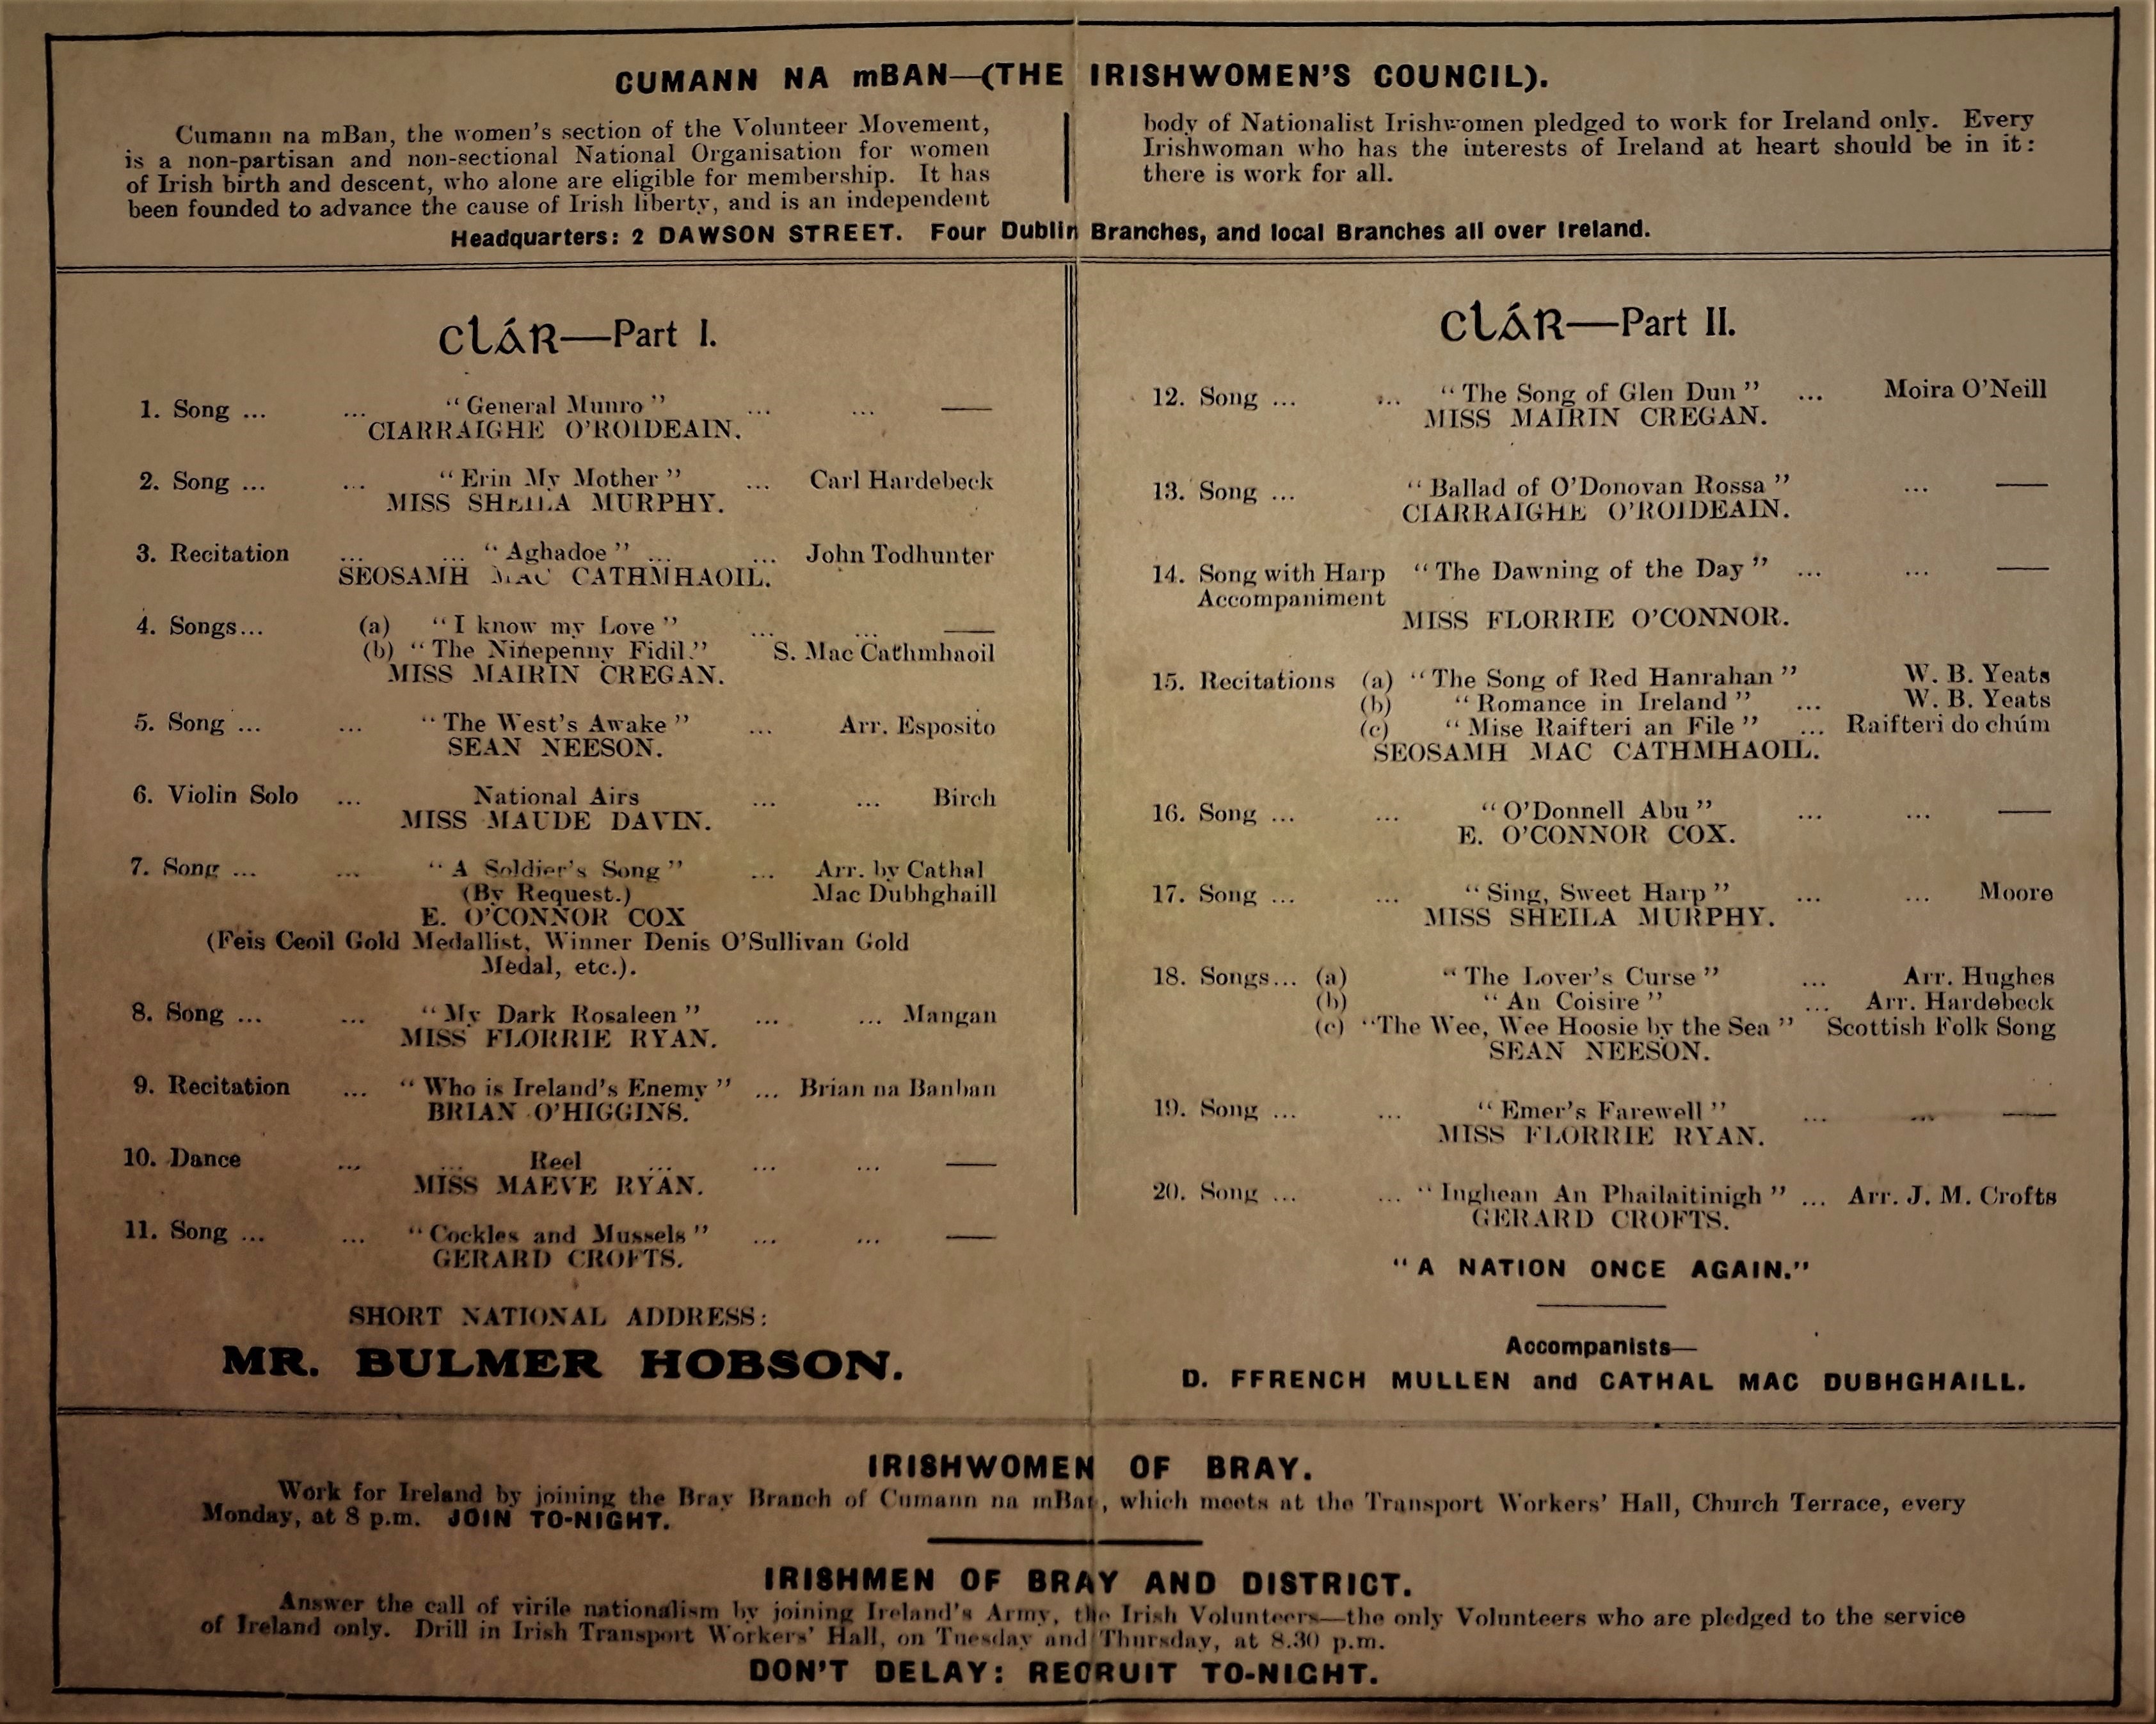 CUMANN NA mBAN—(THE IRISHWOMEN'S COUNCIL).
Cumann na mBan, the women's section of the Volunteer Movement,
is a non-partisan and non-sectional National Organisation for women
of Irish birth and descent, who alone are eligible for membership. It has
been founded to advance the cause of Irish liberty, and is an independent
body of Nationalist Irishwomen pledged to work for Ireland only. Every
Irishwoman who has the interests of Ireland at heart should be in it:
there is work for all.
Headquarters: 2 DAWSON STREET. Four Dublin Branches, and local Branches all over Ireland.
CLÁR—Part I.
1. Song ... ... "General Munro" ... ... —
CIARRAIGHE O'ROIDEAIN.
2. Song ... ... "Erin My Mother" ... Carl Hardebeck
MISS SHEILA MURPHY.
3. Recitation ... ... "Aghadoe" ... ... John Todhunter
SEOSAMH MAC CATHMHAOIL.
4. Songs... (a) "I know my Love" ... ... —
(b) "The Ninepenny Fidil." S. Mac Cathmhaoil
MISS MAIRIN CREGAN.
5. Song ... ... "The West's Awake" ... Arr. Esposito
SEAN NEESON.
6. Violin Solo ... National Airs ... ... Birch
MISS MAUDE DAVIN.
7. Song ... ... "A Soldier's Song" ... Arr. by Cathal
(By Request.) Mac Dubhghaill
E. O'CONNOR COX
(Feis Ceoil Gold Medallist, Winner Denis O'Sullivan Gold
Medal, etc.).
8. Song ... ... "My Dark Rosaleen" ... ... Mangan
MISS FLORRIE RYAN.
9. Recitation ... "Who is Ireland's Enemy" ... Brian na Banban
BRIAN O'HIGGINS.
10. Dance ... ... Reel ... ... ... —
MISS MAEVE RYAN.
11. Song ... ... "Cockles and Mussels" ... ... —
GERARD CROFTS.
SHORT NATIONAL ADDRESS:
MR. BULMER HOBSON.
CLÁR—Part II.
12. Song ... ... "The Song of Glen Dun" ... Moira O'Neill
MISS MAIRIN CREGAN.
13. Song ... "Ballad of O'Donovan Rossa" ... —
CIARRAIGHE O'ROIDEAIN.
14. Song with Harp "The Dawning of the Day" ... ... —
Accompaniment
MISS FLORRIE O'CONNOR.
15. Recitations (a) "The Song of Red Hanrahan" W. B. Yeats
(b) "Romance in Ireland" ... W. B. Yeats
(c) "Mise Raifteri an File" ... Raifteri do chúm
SEOSAMH MAC CATHMHAOIL.
16. Song ... ... "O'Donnell Abu" ... ... —
E. O'CONNOR COX.
17. Song ... ... "Sing, Sweet Harp" ... ... Moore
MISS SHEILA MURPHY.
18. Songs... (a) "The Lover's Curse" ... Arr. Hughes
(b) "An Coisire" ... Arr. Hardebeck
(c) "The Wee, Wee Hoosie by the Sea" Scottish Folk Song
SEAN NEESON.
19. Song ... ... "Emer's Farewell" ... ... —
MISS FLORRIE RYAN.
20. Song ... ... "Inghean An Phailaitinigh" ... Arr. J. M. Crofts
GERARD CROFTS.
"A NATION ONCE AGAIN."
Accompanists—
D. FFRENCH MULLEN and CATHAL MAC DUBHGHAILL.
IRISHWOMEN OF BRAY.
Work for Ireland by joining the Bray Branch of Cumann na mBan, which meets at the Transport Workers' Hall, Church Terrace, every
Monday, at 8 p.m. JOIN TO-NIGHT.
IRISHMEN OF BRAY AND DISTRICT.
Answer the call of virile nationalism by joining Ireland's Army, the Irish Volunteers—the only Volunteers who are pledged to the service
of Ireland only. Drill in Irish Transport Workers' Hall, on Tuesday and Thursday, at 8.30 p.m.
DON'T DELAY: RECRUIT TO-NIGHT.